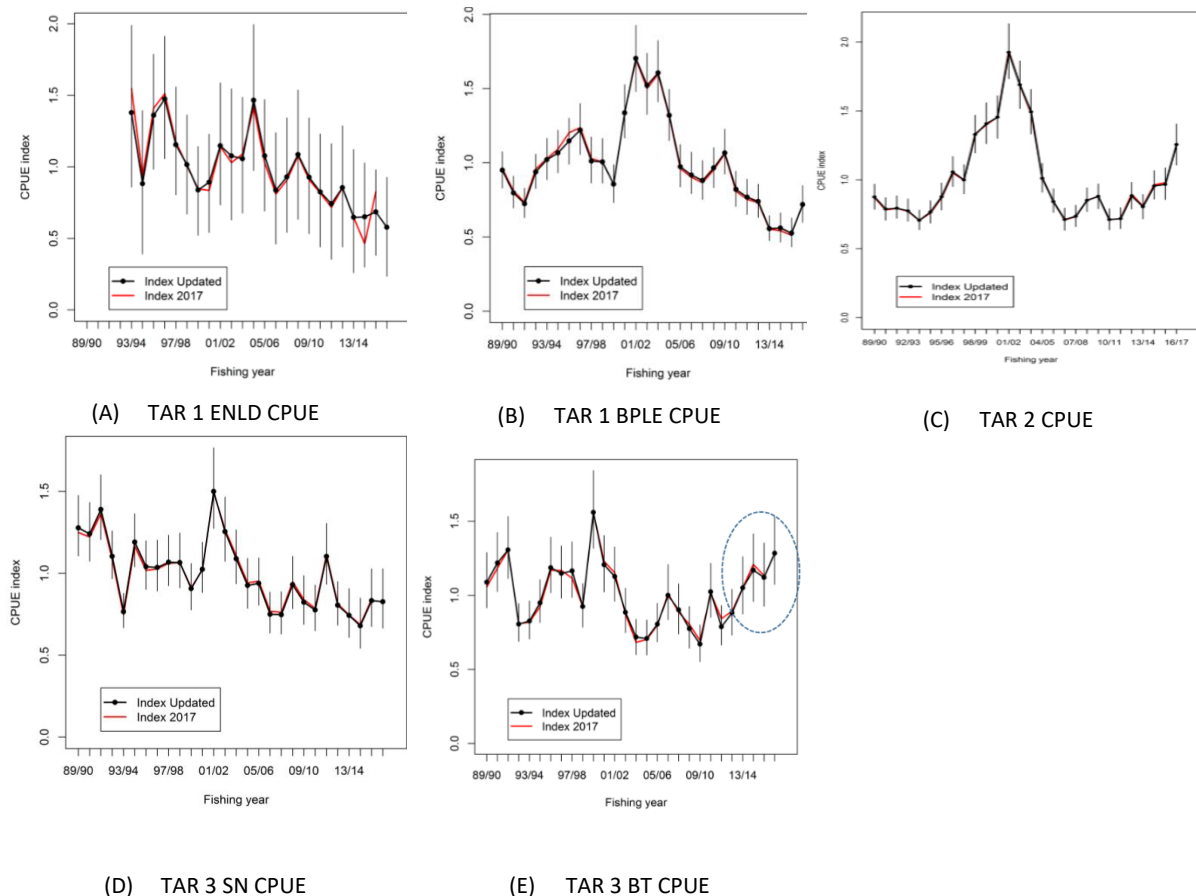 2.0
1.5
1.0
0.5
0.0
CPUE index
Index Updated
Index 2017
89/90 93/94 97/98 01/02 05/06 09/10 13/14
Fishing year
(A) TAR 1 ENLD CPUE
2.0
1.5
1.0
0.5
0.0
CPUE index
Index Updated
Index 2017
89/90 93/94 97/98 01/02 05/06 09/10 13/14
Fishing year
(B) TAR 1 BPLE CPUE
2.0
1.5
1.0
0.5
0.0
CPUE index
Index Updated
Index 2017
89/90 92/93 95/96 98/99 01/02 04/05 07/08 10/11 13/14 16/17
Fishing year
(C) TAR 2 CPUE
1.5
1.0
0.5
0.0
CPUE index
Index Updated
Index 2017
89/90 93/94 97/98 01/02 05/06 09/10 13/14
Fishing year
(D) TAR 3 SN CPUE
1.5
1.0
0.5
0.0
CPUE index
Index Updated
Index 2017
89/90 93/94 97/98 01/02 05/06 09/10 13/14
Fishing year
(E) TAR 3 BT CPUE